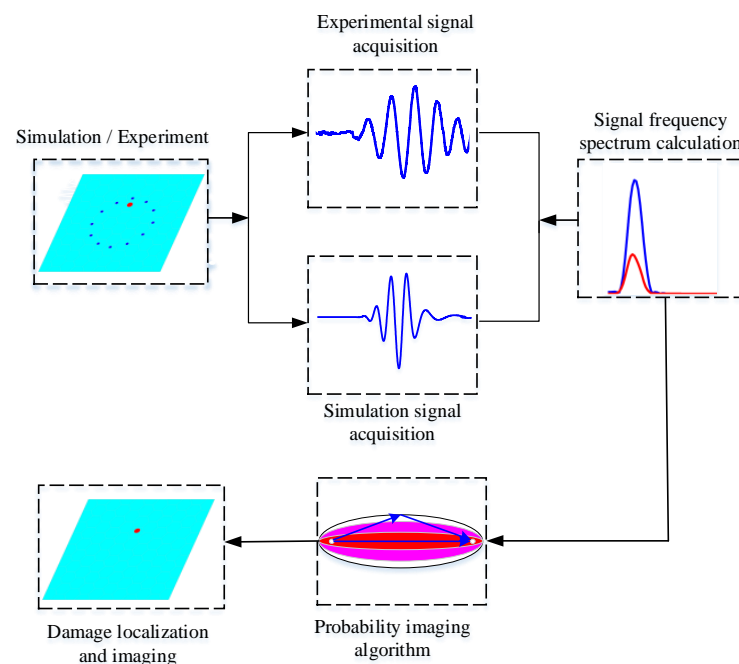 Experimental signal
acquisition
Simulation / Experiment
Signal frequency
spectrum calculation
Simulation signal
acquisition
Damage localization
and imaging
Probability imaging
algorithm